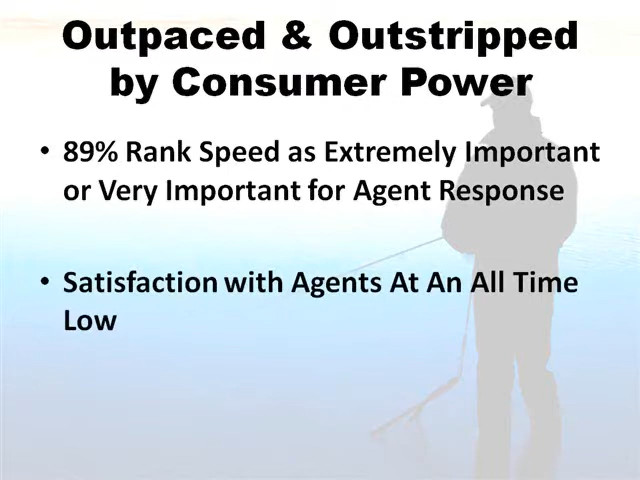 Outpaced & Outstripped
by Consumer Power
• 89% Rank Speed as Extremely Important
or Very Important for Agent Response
• Satisfaction with Agents At An All Time
Low